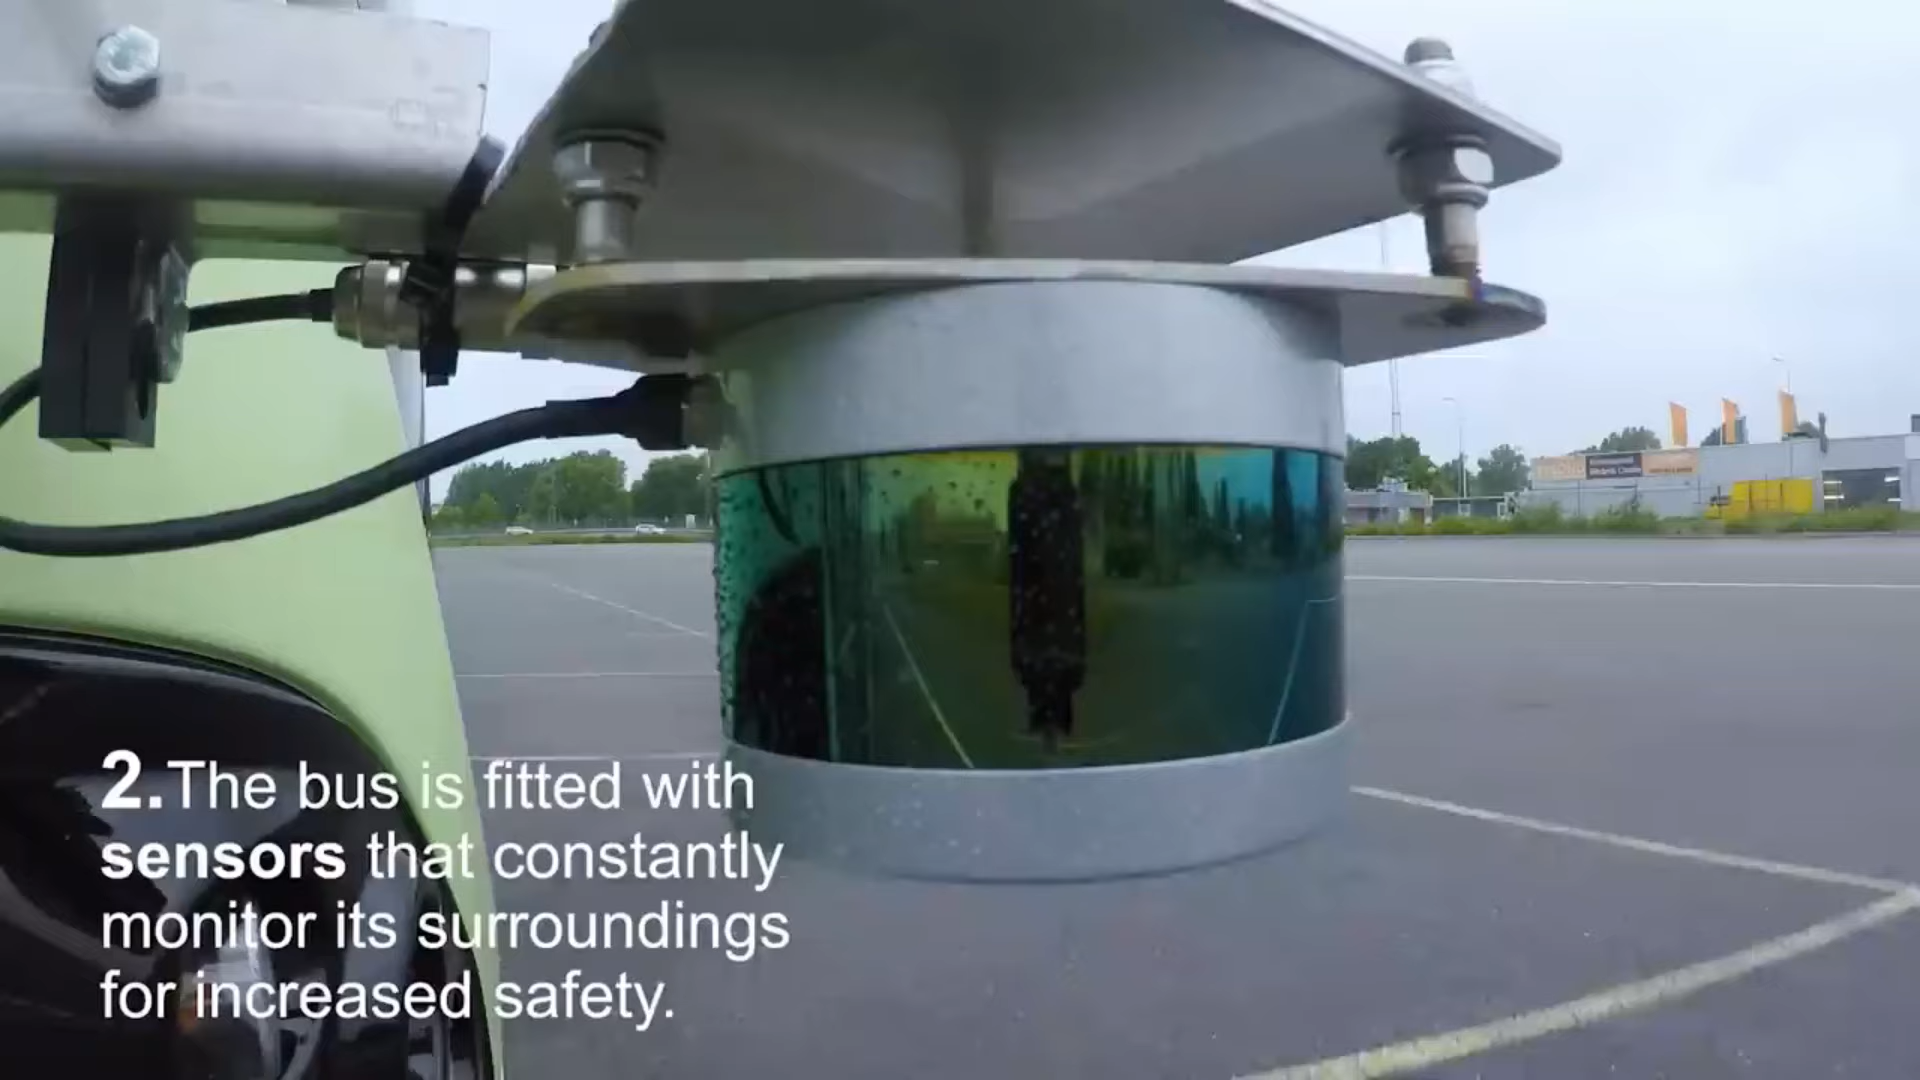 2.The bus is fitted with
sensors that constantly
monitor its surroundings
for increased safety.